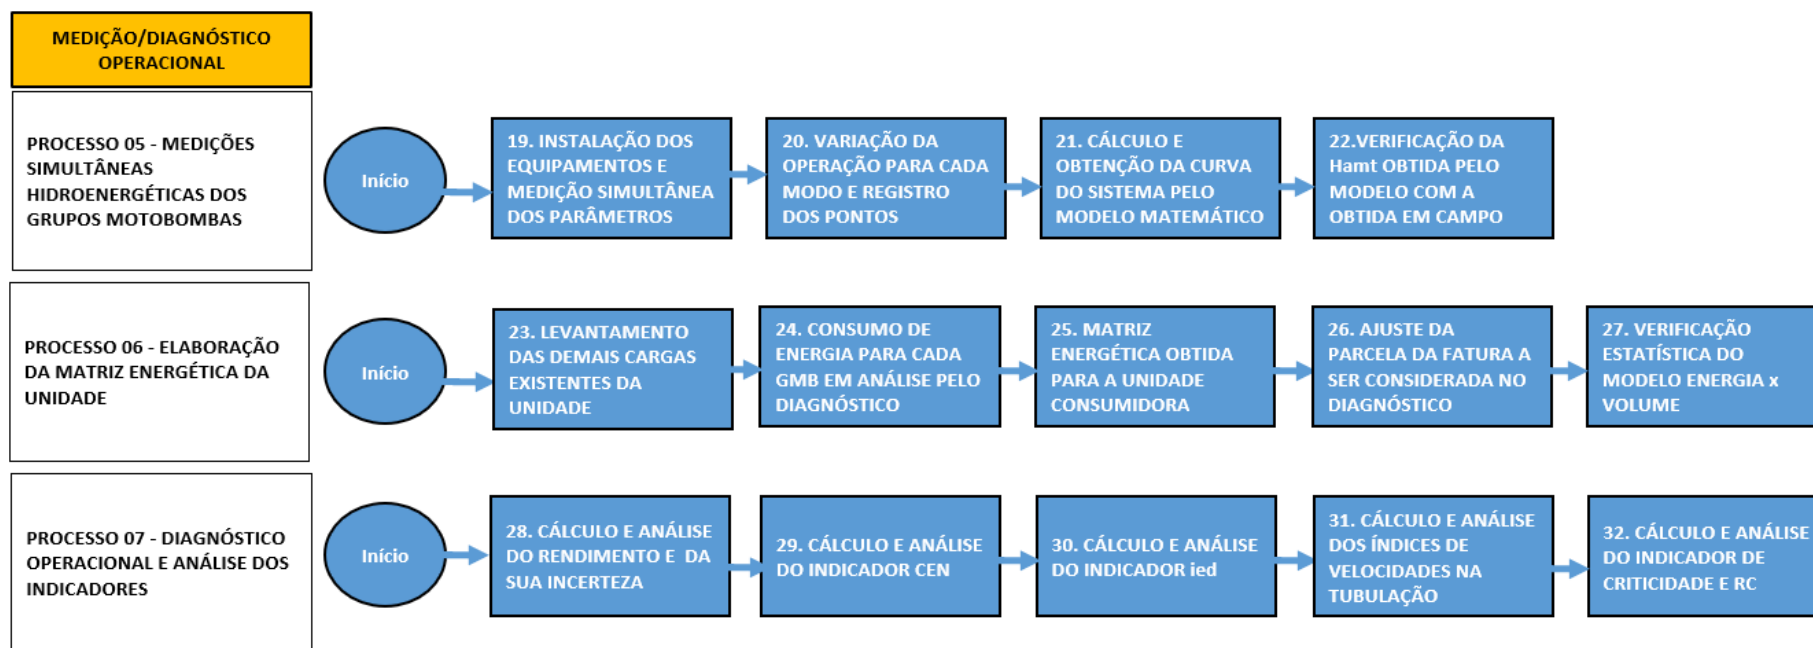 MEDIÇÃO/DIAGNÓSTICO
OPERACIONAL
PROCESSO 05 - MEDIÇÕES
SIMULTÂNEAS
HIDROENERGÉTICAS DOS
GRUPOS MOTOBOMBAS
Início
19. INSTALAÇÃO DOS
EQUIPAMENTOS E
MEDIÇÃO SIMULTÂNEA
DOS PARÂMETROS
20. VARIAÇÃO DA
OPERAÇÃO PARA CADA
MODO E REGISTRO
DOS PONTOS
21. CÁLCULO E
OBTENÇÃO DA CURVA
DO SISTEMA PELO
MODELO MATEMÁTICO
22.VERIFICAÇÃO DA
Hamt OBTIDA PELO
MODELO COM A
OBTIDA EM CAMPO
PROCESSO 06 - ELABORAÇÃO
DA MATRIZ ENERGÉTICA DA
UNIDADE
Início
23. LEVANTAMENTO
DAS DEMAIS CARGAS
EXISTENTES DA
UNIDADE
24. CONSUMO DE
ENERGIA PARA CADA
GMB EM ANÁLISE PELO
DIAGNÓSTICO
25. MATRIZ
ENERGÉTICA OBTIDA
PARA A UNIDADE
CONSUMIDORA
26. AJUSTE DA
PARCELA DA FATURA A
SER CONSIDERADA NO
DIAGNÓSTICO
27. VERIFICAÇÃO
ESTATÍSTICA DO
MODELO ENERGIA x
VOLUME
PROCESSO 07 - DIAGNÓSTICO
OPERACIONAL E ANÁLISE DOS
INDICADORES
Início
28. CÁLCULO E ANÁLISE
DO RENDIMENTO E DA
SUA INCERTEZA
29. CÁLCULO E ANÁLISE
DO INDICADOR CEN
30. CÁLCULO E ANÁLISE
DO INDICADOR ied
31. CÁLCULO E ANÁLISE
DOS ÍNDICES DE
VELOCIDADES NA
TUBULAÇÃO
32. CÁLCULO E ANÁLISE
DO INDICADOR DE
CRITICIDADE E RC